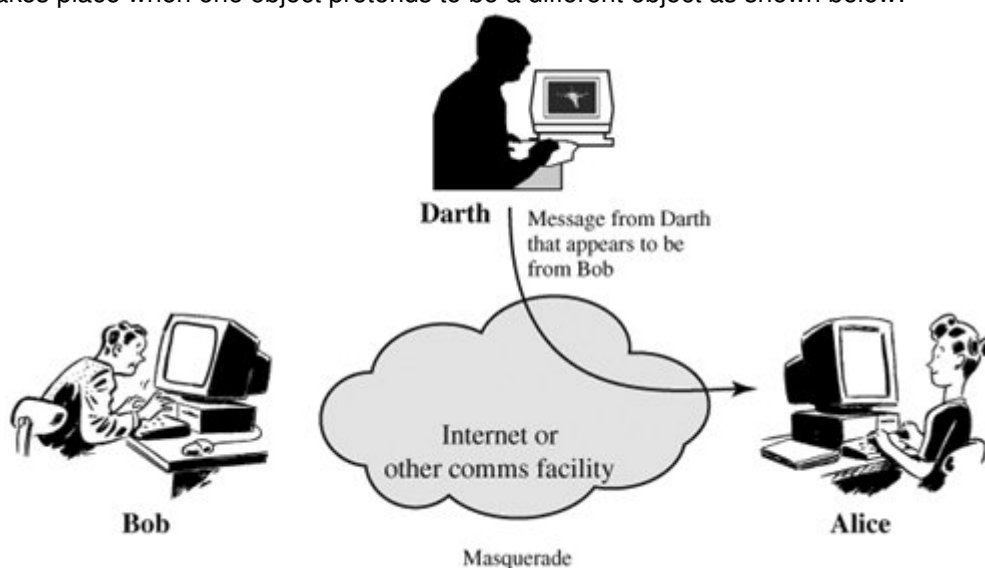 takes place when one object pretends to be a different object as shown below:
Darth
Message from Darth
that appears to be
from Bob
Internet or
other comms facility
Bob
Alice
Masquerade